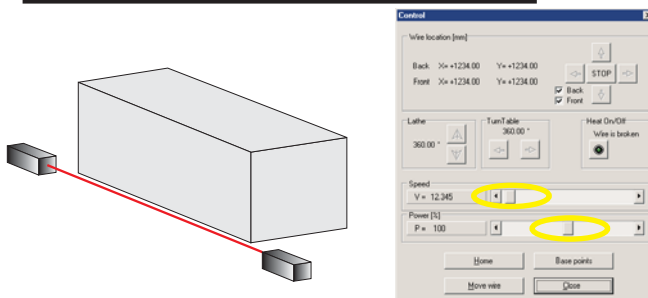 Control
Wire location [mm]
Back X= +1234.00 Y= +1234.00
Front X= +1234.00 Y= +1234.00
STOP
Back
Front
Lathe
360.00 °
TurnTable
360.00 °
Heat On/Off
Wire is broken
Speed
V = 12.345
Power [%]
P = 100
Home
Base points
Move wire
Close